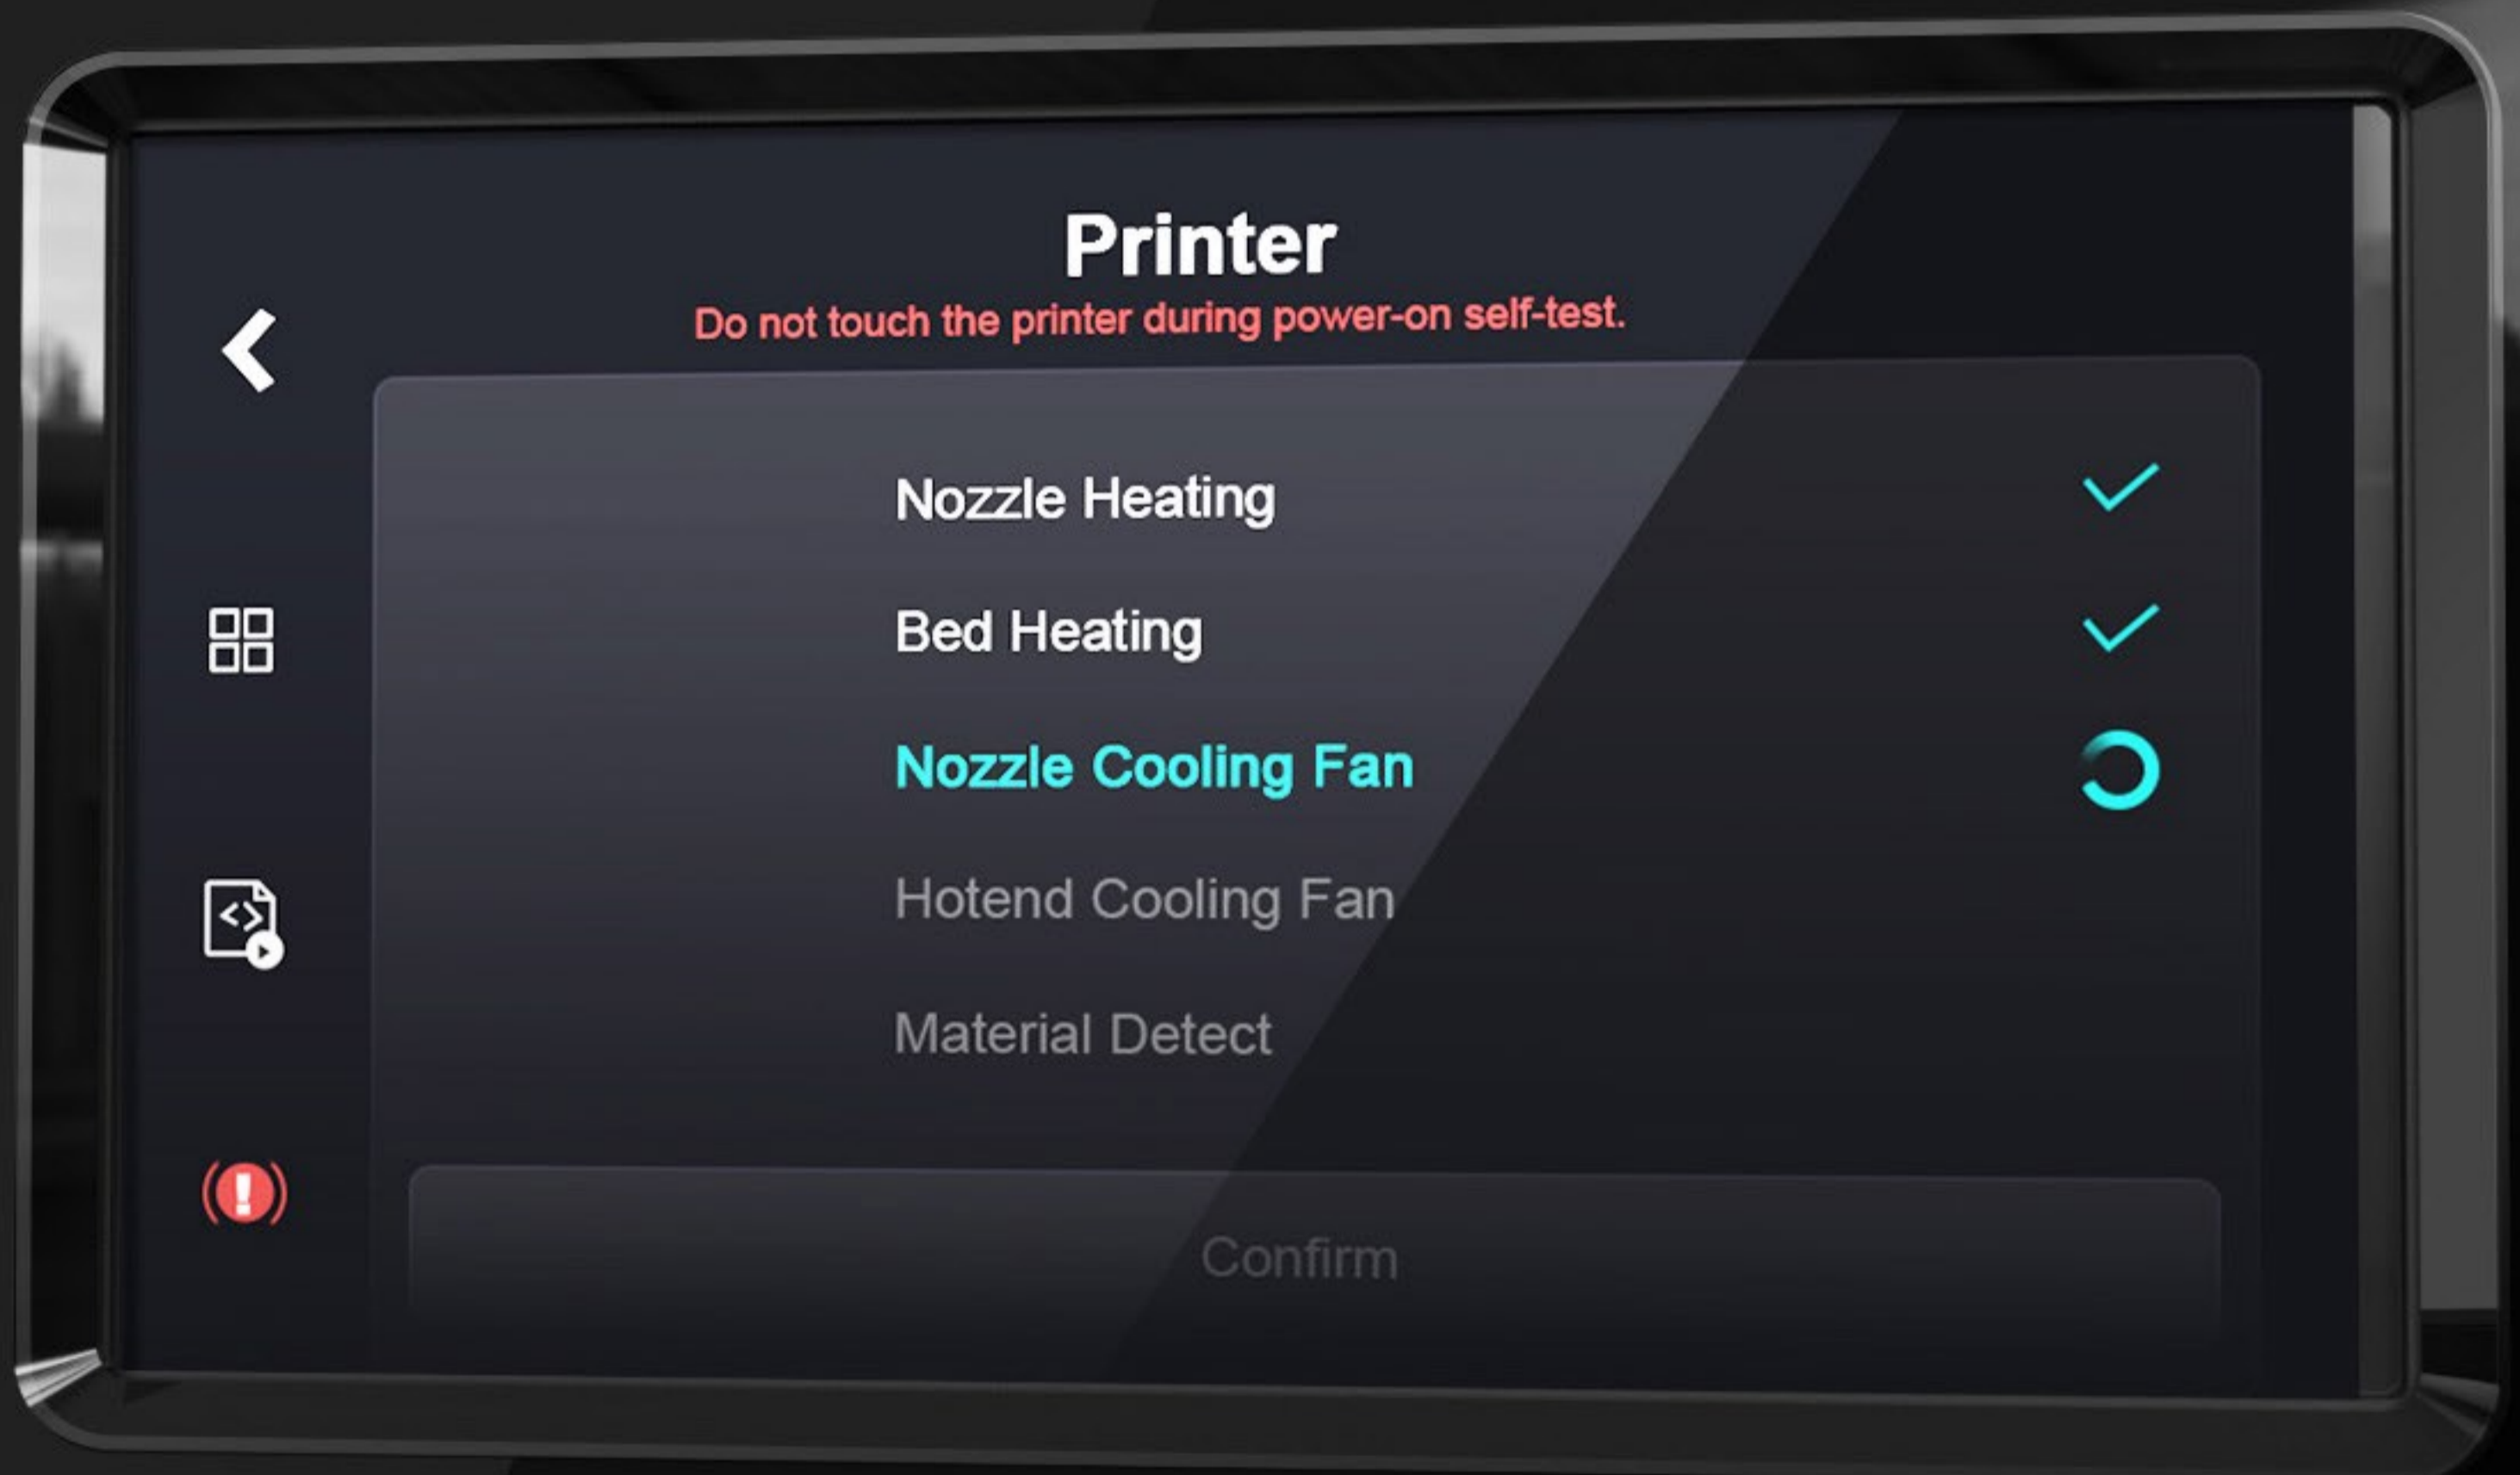 Printer
Do not touch the printer during power-on self-test.
Nozzle Heating
Bed Heating
Nozzle Cooling Fan
Hotend Cooling Fan
Material Detect
Confirm